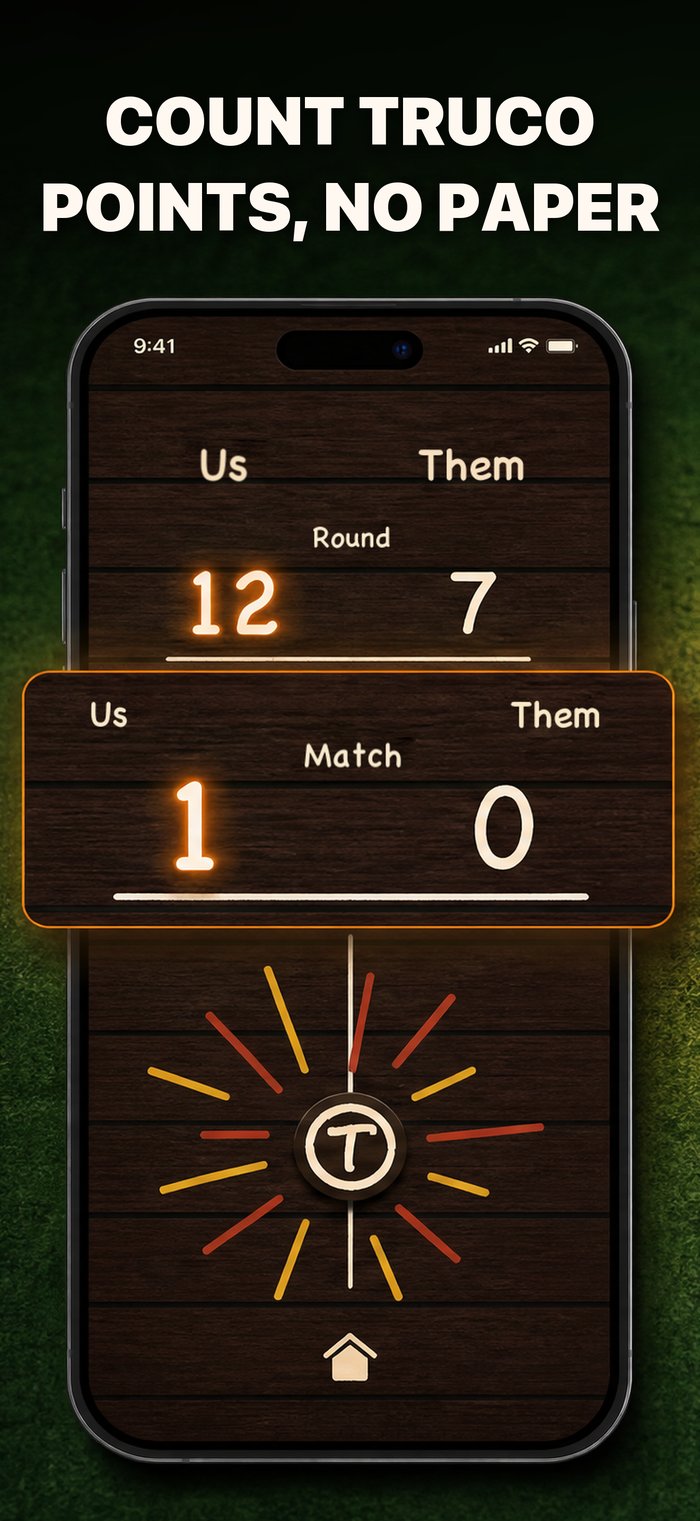 COUNT TRUCO
POINTS, NO PAPER
9:41
Us Them
Round
12 7
Us Them
Match
1 0
T